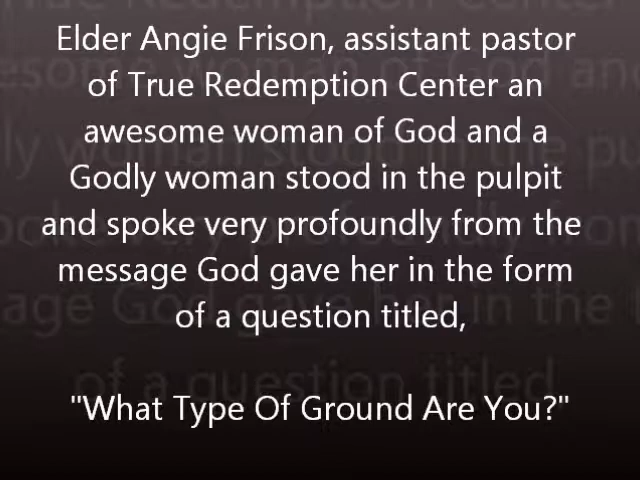 Elder Angie Frison, assistant pastor
of True Redemption Center an
awesome woman of God and a
Godly woman stood in the pulpit
and spoke very profoundly from the
message God gave her in the form
of a question titled,
"What Type Of Ground Are You?"